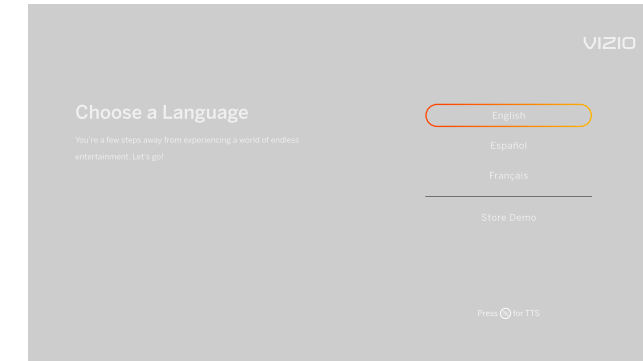 VIZIO
Choose a Language
You're a few steps away from experiencing a world of endless
entertainment. Let's go!
English
Español
Français
Store Demo
Press for TTS